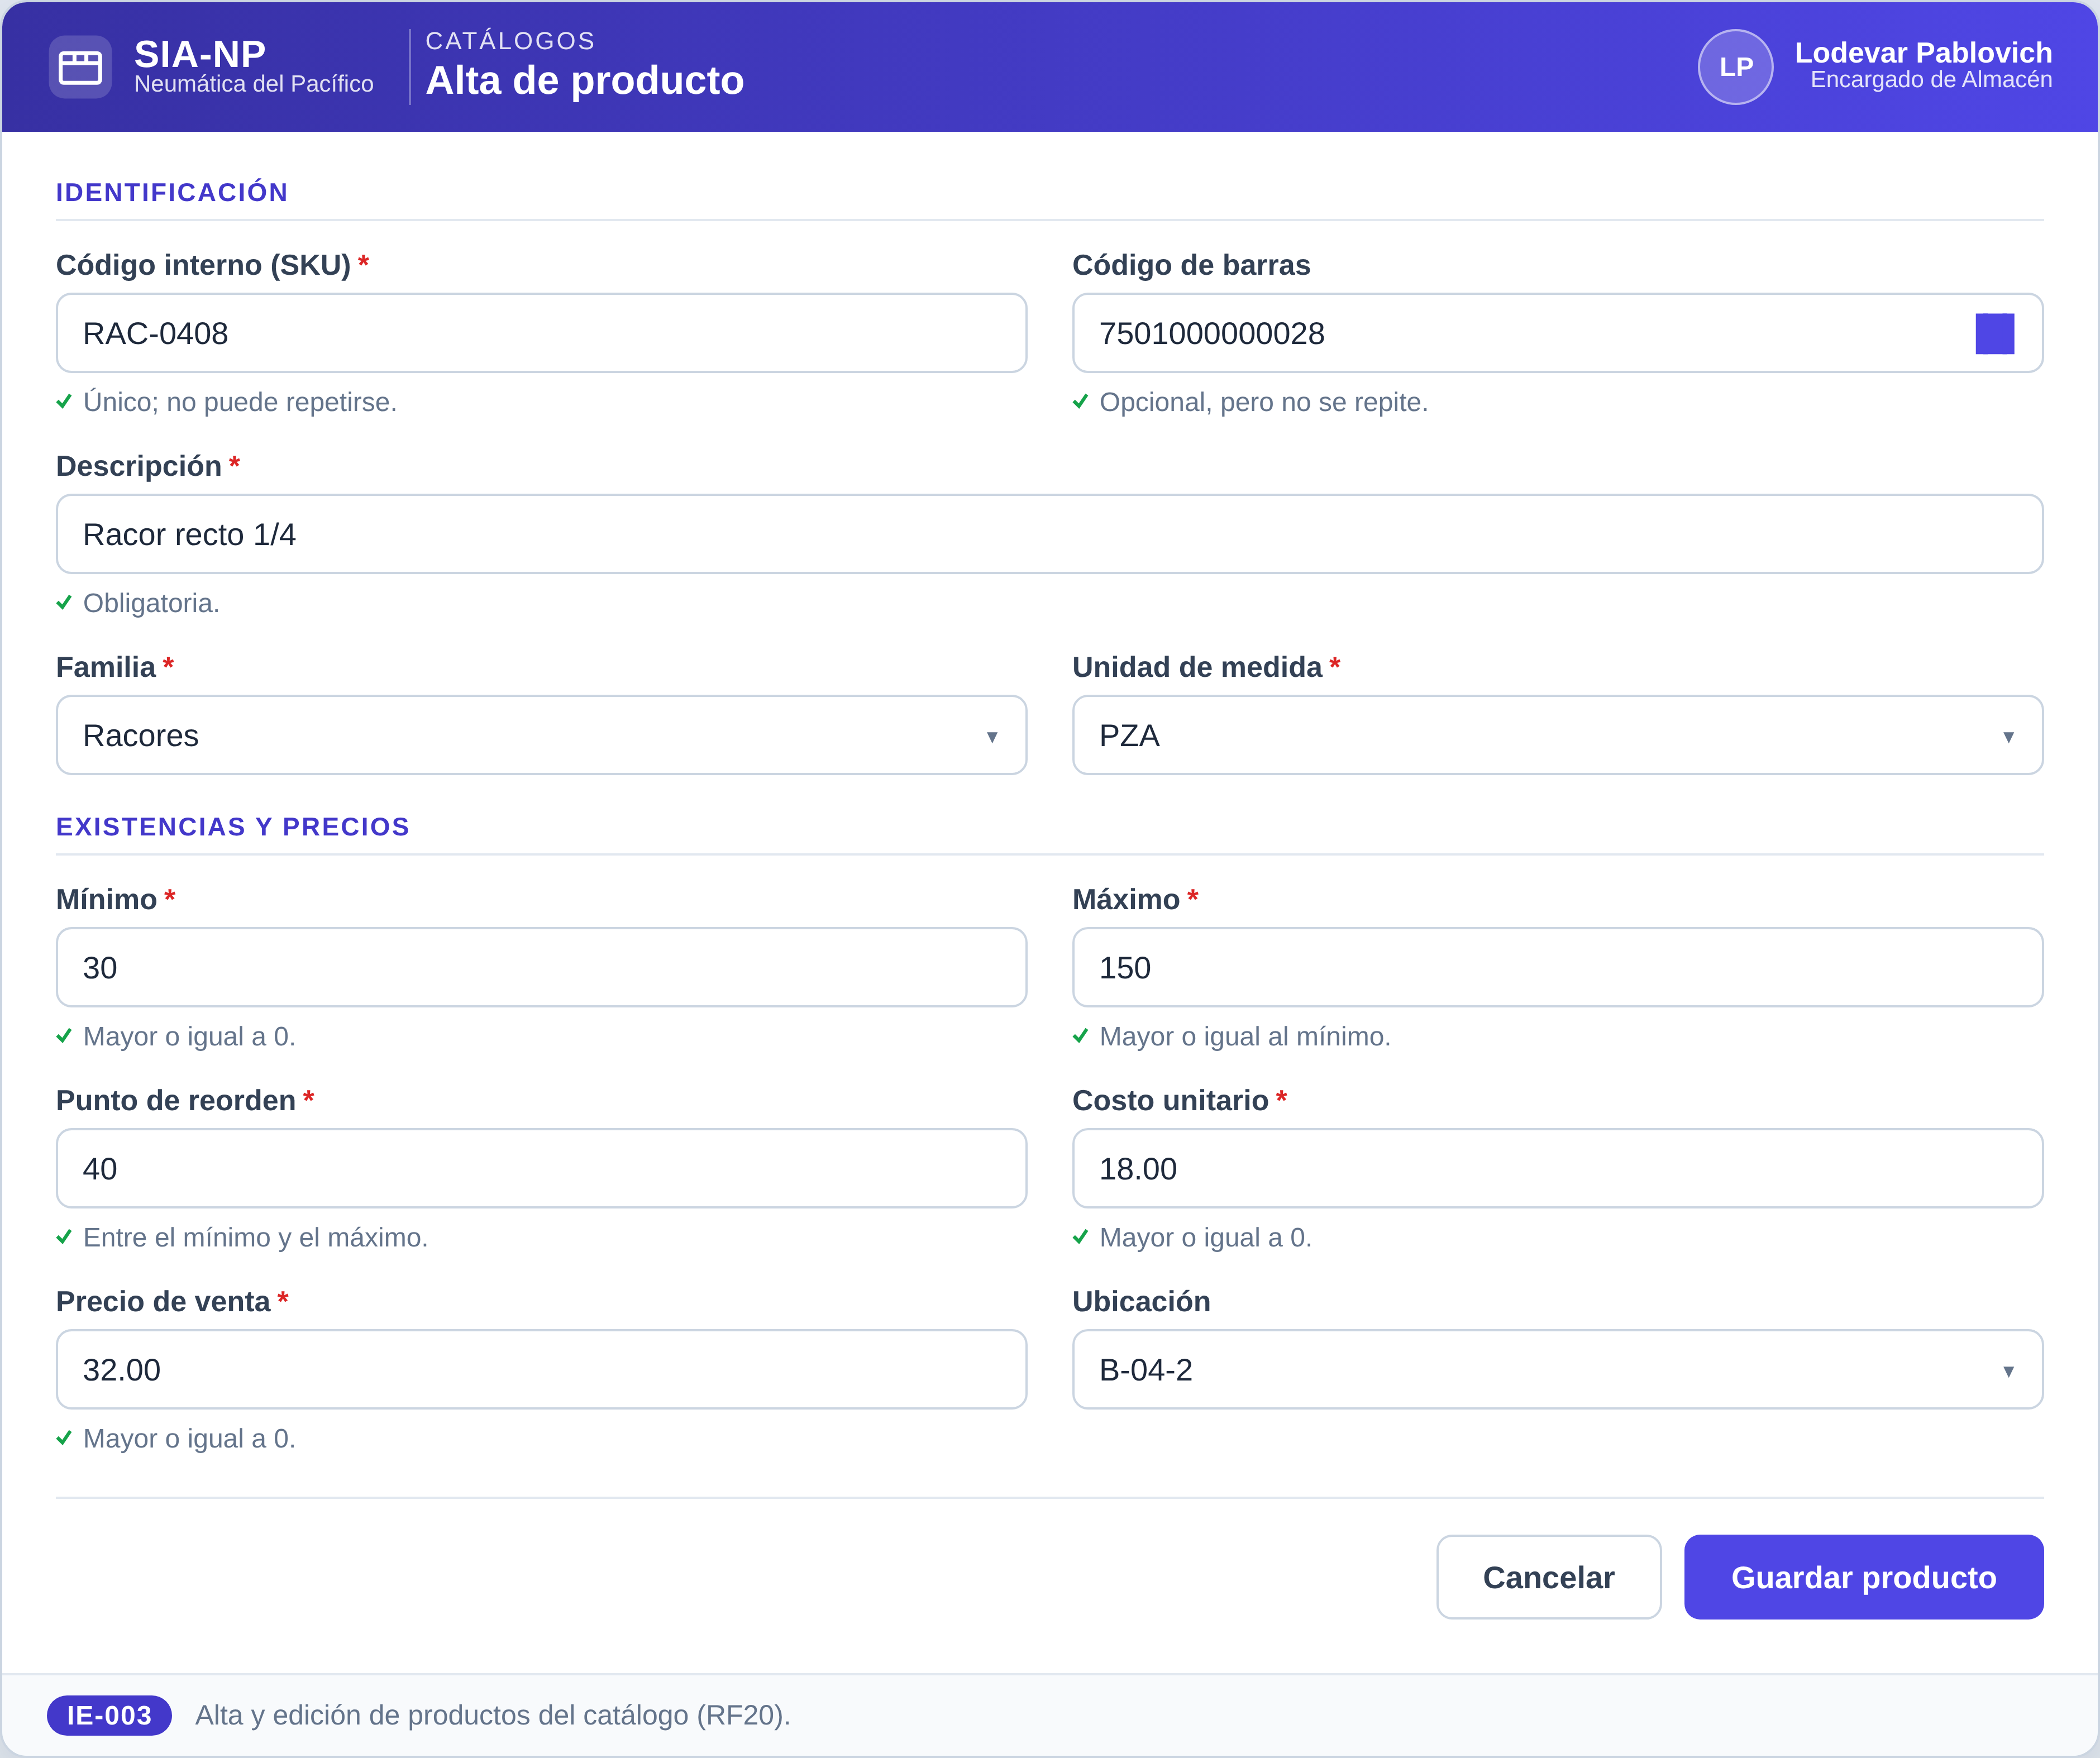 SIA-NP
Neumática del Pacífico
CATÁLOGOS
Alta de producto
LP
Lodevar Pablovich
Encargado de Almacén
IDENTIFICACIÓN
Código interno (SKU) *
RAC-0408
Único; no puede repetirse.
Código de barras
7501000000028
Opcional, pero no se repite.
Descripción *
Racor recto 1/4
Obligatoria.
Familia *
Racores
Unidad de medida *
PZA
EXISTENCIAS Y PRECIOS
Mínimo *
30
Mayor o igual a 0.
Máximo *
150
Mayor o igual al mínimo.
Punto de reorden *
40
Entre el mínimo y el máximo.
Costo unitario *
18.00
Mayor o igual a 0.
Precio de venta *
32.00
Mayor o igual a 0.
Ubicación
B-04-2
Cancelar
Guardar producto
IE-003
Alta y edición de productos del catálogo (RF20).